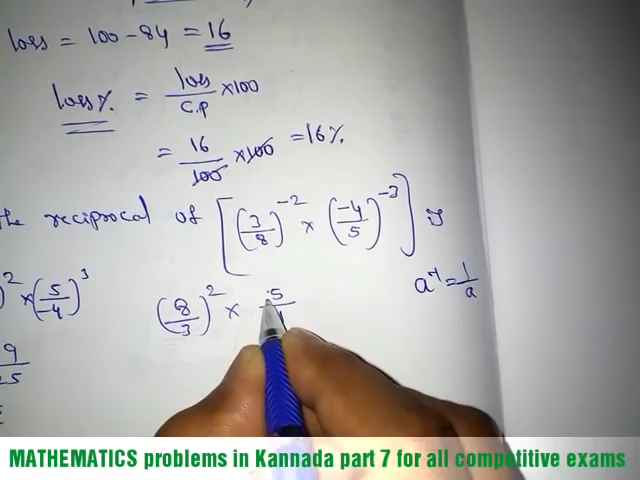 loss = 100 - 84 = 16
loss % = loss/C.P × 100
= 16/100 × 100 = 16 %
the reciprocal of [(3/8)^-2 × (-4/5)^-3] is
)^2 × (5/-4)^3
(8/3)^2 × 5
a^-1 = 1/a
9
MATHEMATICS problems in Kannada part 7 for all competitive exams